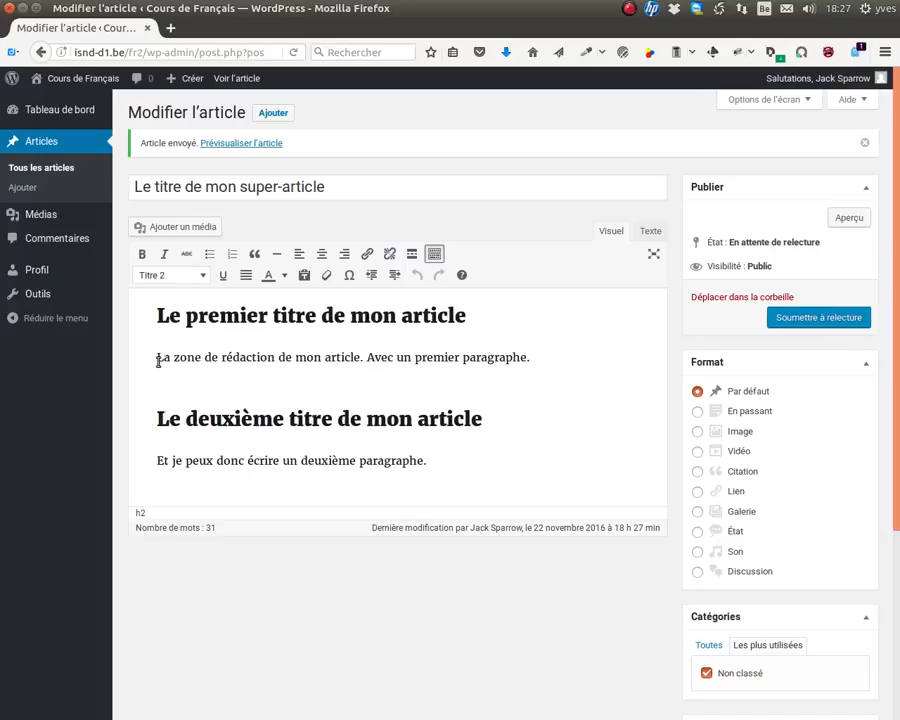 Modifier l'article ‹ Cours de Français — WordPress - Mozilla Firefox
Be
18:27
yves
Modifier l'article ‹ Cour…
isnd-d1.be/fr2/wp-admin/post.php?pos
Rechercher
4
1
Cours de Français
0
Créer
Voir l'article
Salutations, Jack Sparrow
Tableau de bord
Articles
Tous les articles
Ajouter
Médias
Commentaires
Profil
Outils
Réduire le menu
Modifier l'article
Ajouter
Options de l'écran
Aide
Article envoyé. Prévisualiser l'article
Le titre de mon super-article
Ajouter un média
Visuel
Texte
ABC
Titre 2
Le premier titre de mon article
La zone de rédaction de mon article. Avec un premier paragraphe.
Le deuxième titre de mon article
Et je peux donc écrire un deuxième paragraphe.
h2
Nombre de mots : 31
Dernière modification par Jack Sparrow, le 22 novembre 2016 à 18 h 27 min
Publier
Aperçu
État : En attente de relecture
Visibilité : Public
Déplacer dans la corbeille
Soumettre à relecture
Format
Par défaut
En passant
Image
Vidéo
Citation
Lien
Galerie
État
Son
Discussion
Catégories
Toutes
Les plus utilisées
Non classé